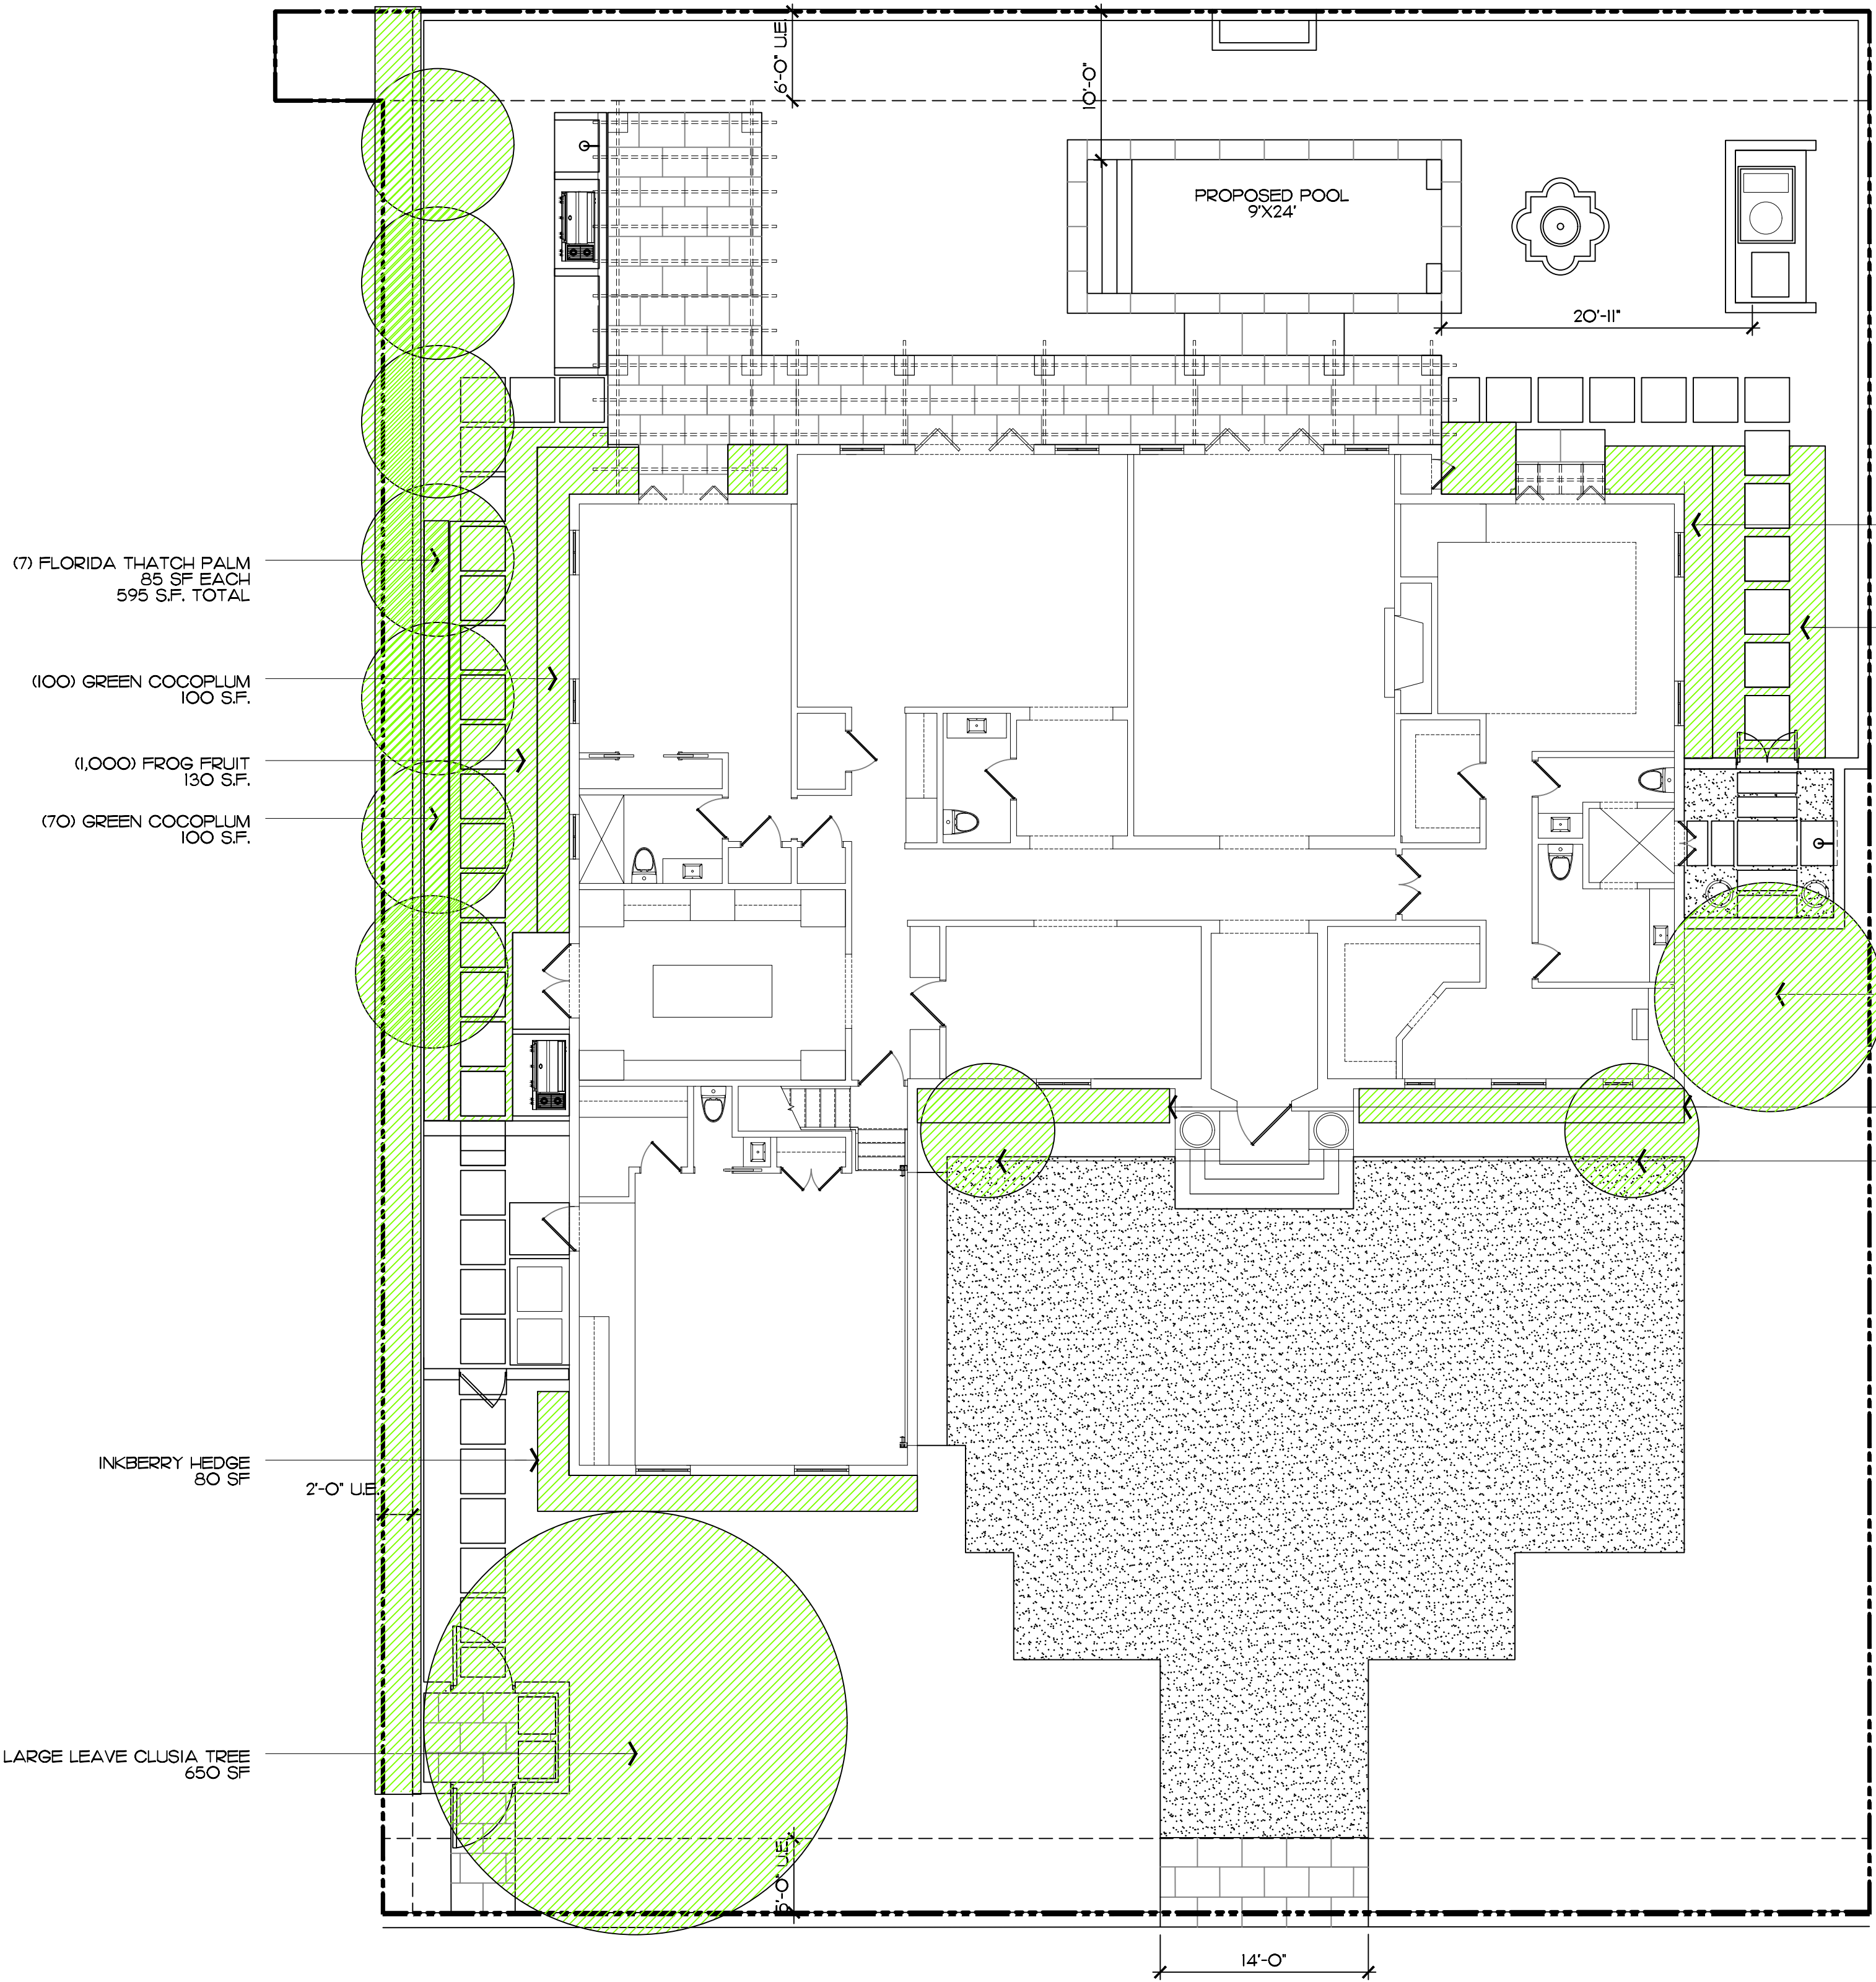 6'-0" U.E.
10'-0"
PROPOSED POOL
9'X24'
20'-11"
(7) FLORIDA THATCH PALM
85 SF EACH
595 S.F. TOTAL
(100) GREEN COCOPLUM
100 S.F.
(1,000) FROG FRUIT
130 S.F.
(70) GREEN COCOPLUM
100 S.F.
INKBERRY HEDGE
80 SF
2'-0" U.E.
LARGE LEAVE CLUSIA TREE
650 SF
5'-0" U.E.
14'-0"